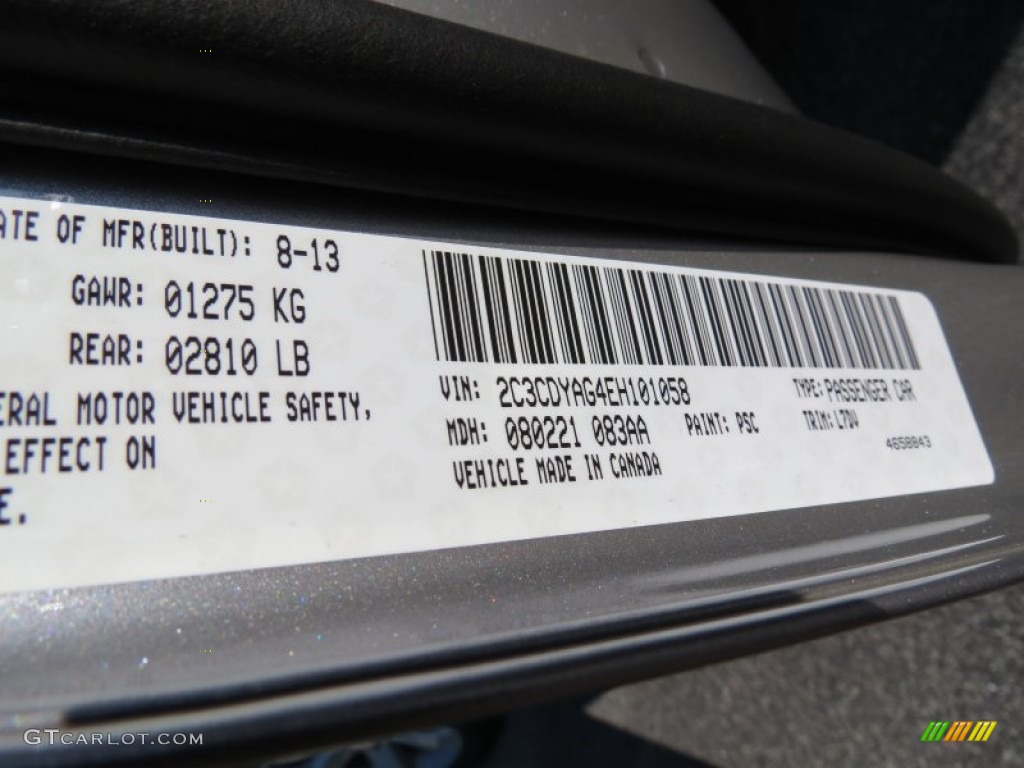 ATE OF MFR(BUILT): 8-13
GAWR: 01275 KG
REAR: 02810 LB
ERAL MOTOR VEHICLE SAFETY,
EFFECT ON
E.
VIN: 2C3CDYAG4EH101058
TYPE: PASSENGER CAR
MDH: 080221 083AA
PAINT: PSC
TRIM: L7DV
VEHICLE MADE IN CANADA
4658843
GTCARLOT.COM